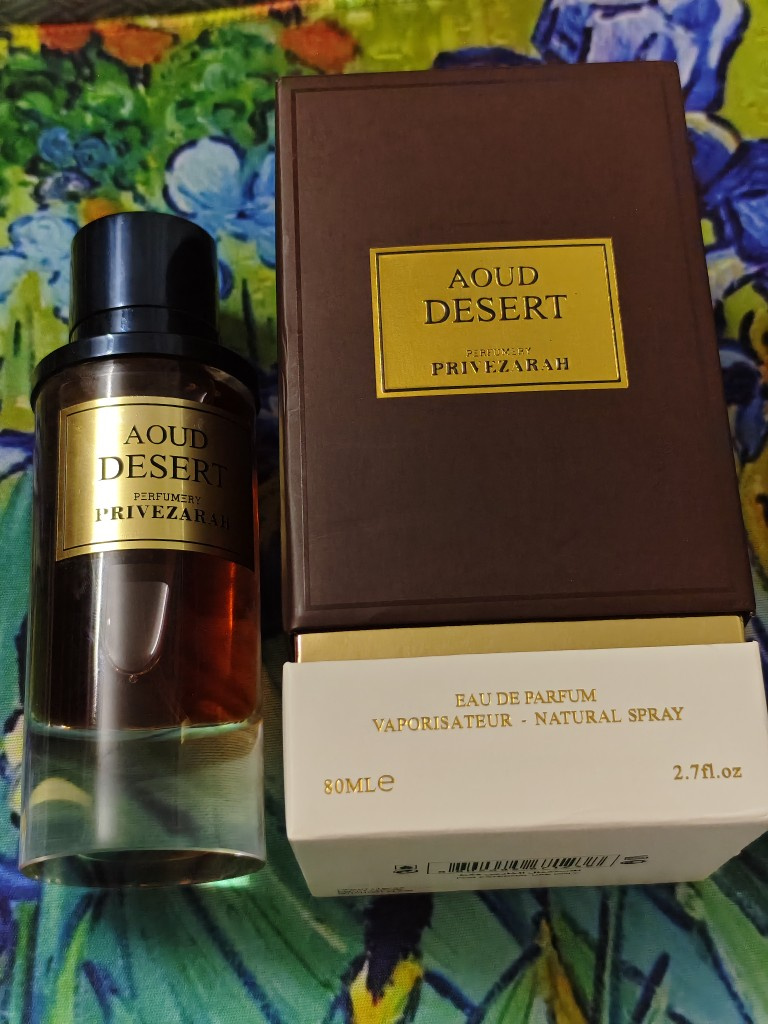 AOUD
DESERT
PERFUMERY
PRIVEZARAH
AOUD
DESERT
PERFUMERY
PRIVEZARAH
EAU DE PARFUM
VAPORISATEUR - NATURAL SPRAY
80ML℮
2.7fl.oz